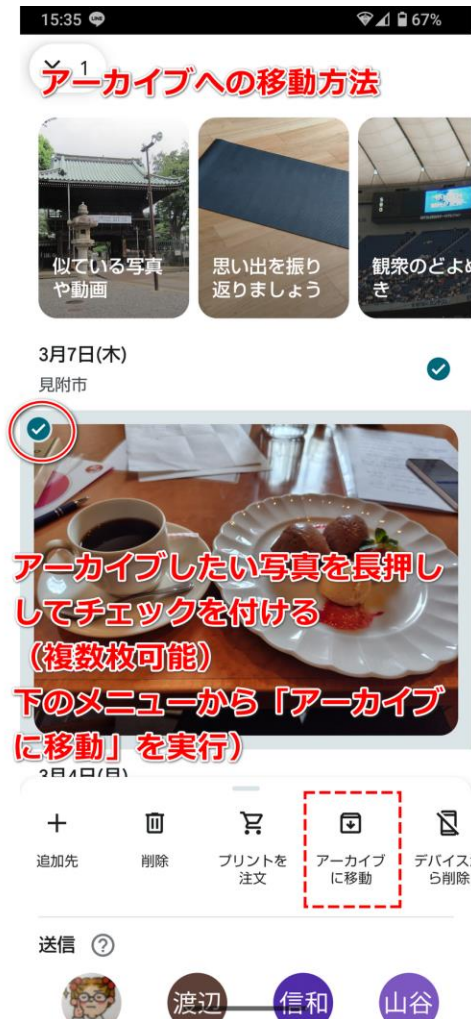 15:35
67%
1
アーカイブへの移動方法
似ている写真
や動画
思い出を振り
返りましょう
観衆のどよめ
き
3月7日(木)
見附市
アーカイブしたい写真を長押し
してチェックを付ける
（複数枚可能）
下のメニューから「アーカイブ
に移動」を実行）
3月4日(月)
追加先
削除
プリントを
注文
アーカイブ
に移動
デバイスか
ら削除
送信
渡辺
信和
山谷